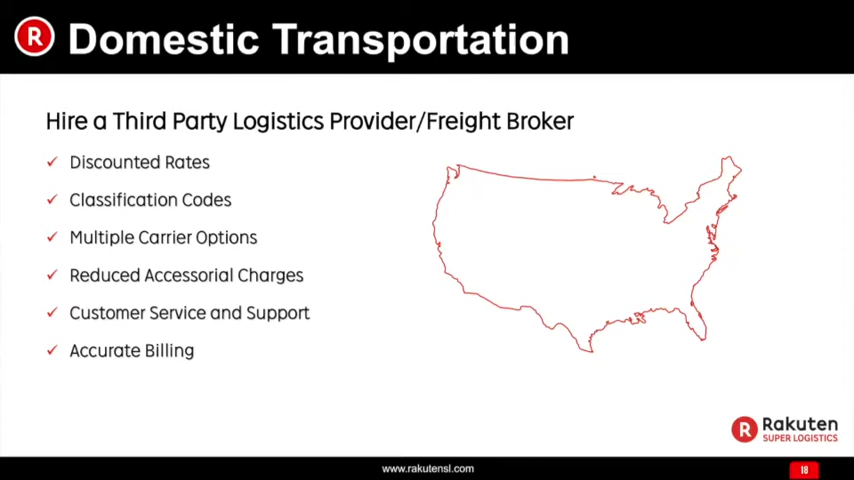 R Domestic Transportation
Hire a Third Party Logistics Provider/Freight Broker
✓ Discounted Rates
✓ Classification Codes
✓ Multiple Carrier Options
✓ Reduced Accessorial Charges
✓ Customer Service and Support
✓ Accurate Billing
R Rakuten
SUPER LOGISTICS
www.rakutensl.com
18